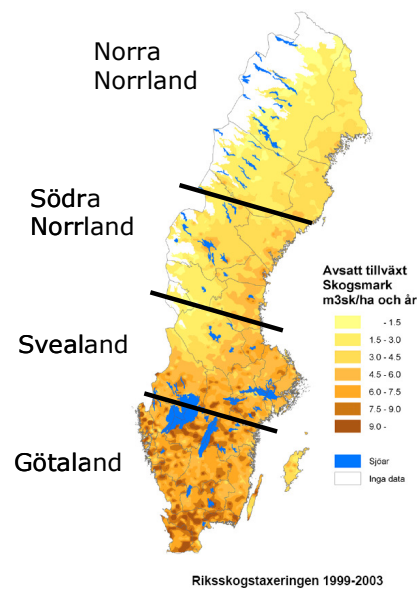 Norra
Norrland
Södra
Norrland
Svealand
Götaland
Avsatt tillväxt
Skogsmark
m3sk/ha och år
- 1.5
1.5 - 3.0
3.0 - 4.5
4.5 - 6.0
6.0 - 7.5
7.5 - 9.0
9.0 -
Sjöar
Inga data
Riksskogstaxeringen 1999-2003